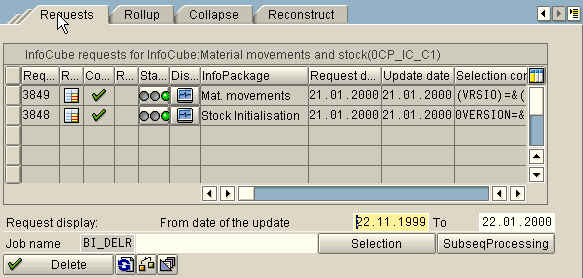 Requests Rollup Collapse Reconstruct
InfoCube requests for InfoCube:Material movements and stock(0CP_IC_C1)
Req... R... Co... R... Sta... Dis... InfoPackage Request d... Update date Selection cor
3849 Mat. movements 21.01.2000 21.01.2000 (VRSIO)=&(
3848 Stock Initialisation 21.01.2000 21.01.2000 0VERSION=&
Request display: From date of the update 22.11.1999 To 22.01.2000
Job name BI_DELR Selection SubseqProcessing
Delete